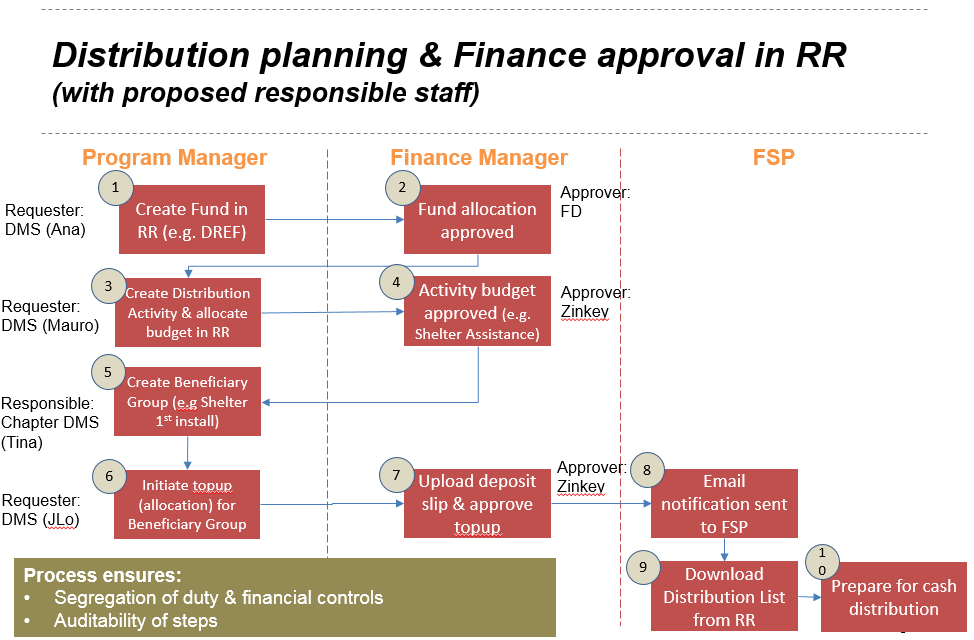 Distribution planning & Finance approval in RR
(with proposed responsible staff)
Program Manager
Finance Manager
FSP
Requester:
DMS (Ana)
1
Create Fund in
RR (e.g. DREF)
2
Fund allocation
approved
Approver:
FD
Requester:
DMS (Mauro)
3
Create Distribution
Activity & allocate
budget in RR
4
Activity budget
approved (e.g.
Shelter Assistance)
Approver:
Zinkey
Responsible:
Chapter DMS
(Tina)
5
Create Beneficiary
Group (e.g Shelter
1st install)
Requester:
DMS (JLo)
6
Initiate topup
(allocation) for
Beneficiary Group
7
Upload deposit
slip & approve
topup
Approver:
Zinkey
8
Email
notification sent
to FSP
9
Download
Distribution List
from RR
1
0
Prepare for cash
distribution
Process ensures:
• Segregation of duty & financial controls
• Auditability of steps